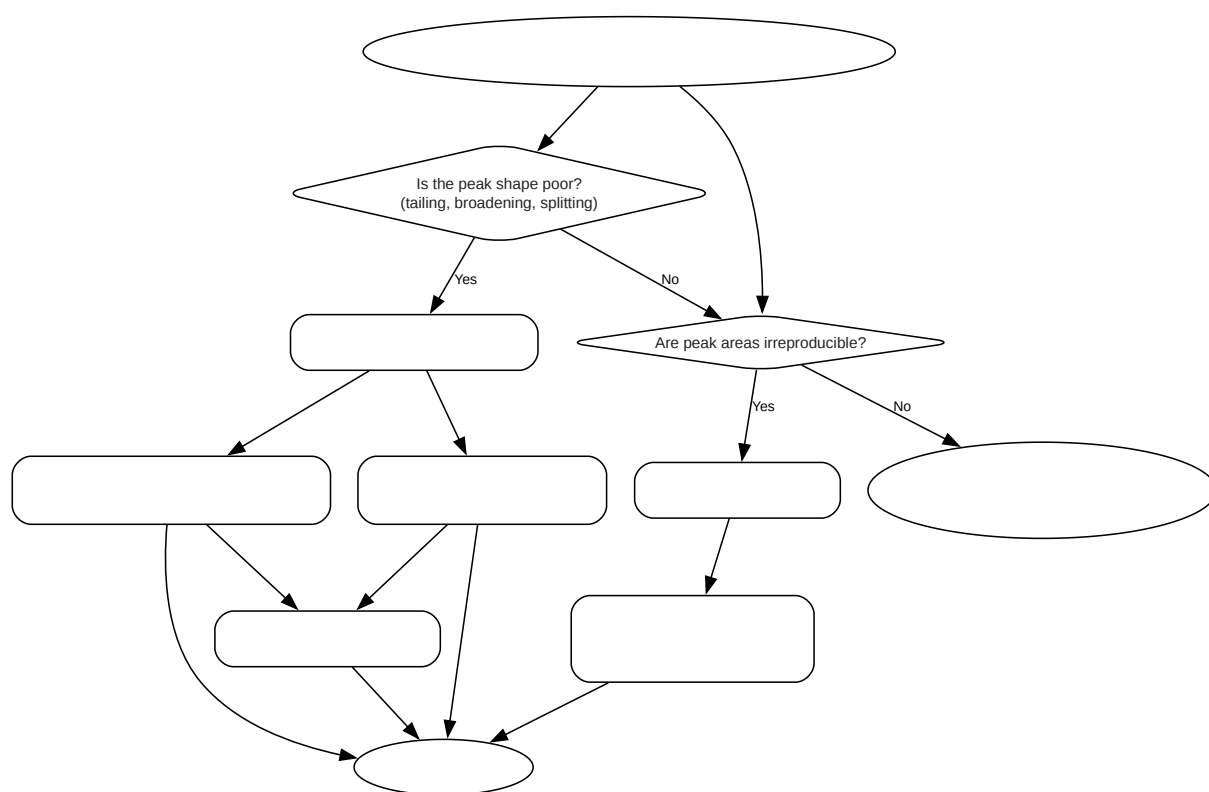 Is the peak shape poor?
(tailing, broadening, splitting)
Yes
No
Are peak areas irreproducible?
Yes
No